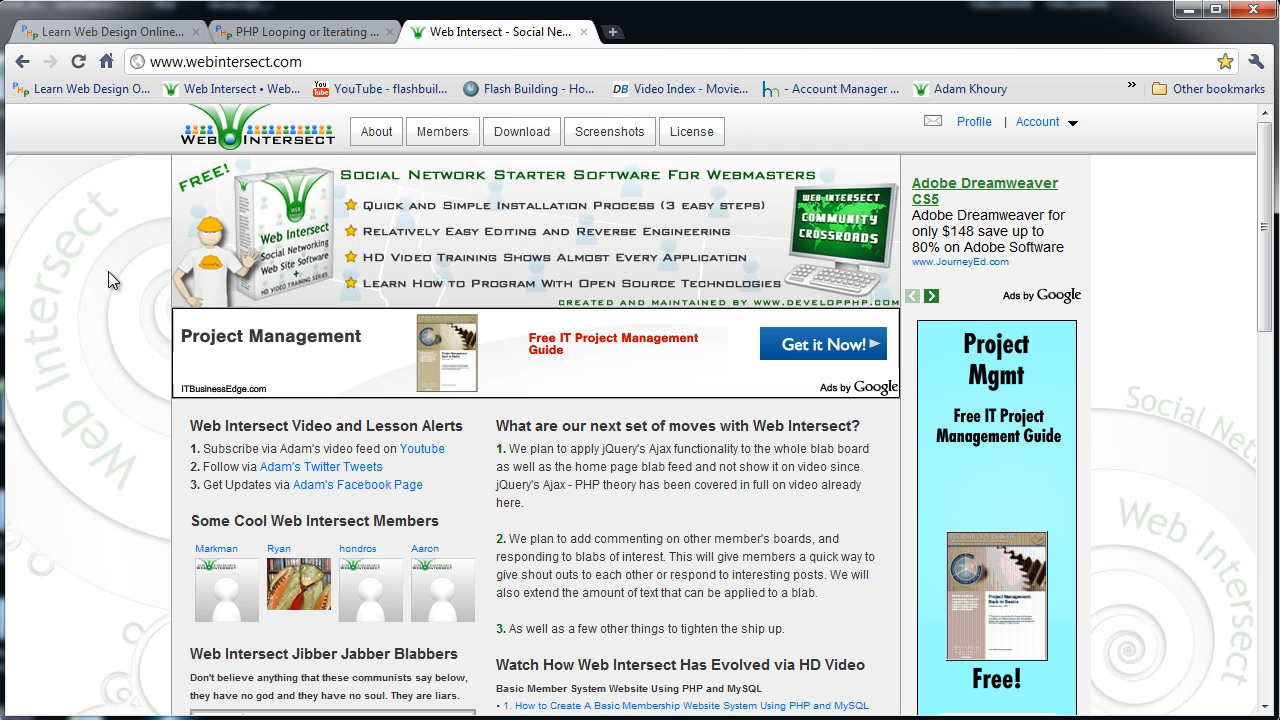 Learn Web Design Online...
PHP Looping or Iterating ...
Web Intersect - Social Ne...
www.webintersect.com
Learn Web Design O...
Web Intersect • Web...
YouTube - flashbuil...
Flash Building - Ho...
Video Index - Movie...
- Account Manager ...
Adam Khoury
»
Other bookmarks
WEB INTERSECT
About
Members
Download
Screenshots
License
Profile
|
Account
FREE!
Web Intersect
Social Networking
Web Site Software
+
HD VIDEO TRAINING SERIES
SOCIAL NETWORK STARTER SOFTWARE FOR WEBMASTERS
QUICK AND SIMPLE INSTALLATION PROCESS (3 EASY STEPS)
RELATIVELY EASY EDITING AND REVERSE ENGINEERING
HD VIDEO TRAINING SHOWS ALMOST EVERY APPLICATION
LEARN HOW TO PROGRAM WITH OPEN SOURCE TECHNOLOGIES
CREATED AND MAINTAINED BY WWW.DEVELOPPHP.COM
WEB INTERSECT
COMMUNITY
CROSSROADS
Adobe Dreamweaver
CS5
Adobe Dreamweaver for
only $148 save up to
80% on Adobe Software
www.JourneyEd.com
Ads by Google
Project Management
Free IT Project Management
Guide
Get it Now!
ITBusinessEdge.com
Ads by Google
Project
Mgmt
Free IT Project
Management Guide
Free!
Web Intersect Video and Lesson Alerts
1. Subscribe via Adam's video feed on Youtube
2. Follow via Adam's Twitter Tweets
3. Get Updates via Adam's Facebook Page
Some Cool Web Intersect Members
Markman
Ryan
hondros
Aaron
Web Intersect Jibber Jabber Blabbers
Don't believe anything that these communists say below,
they have no god and they have no soul. They are liars.
What are our next set of moves with Web Intersect?
1. We plan to apply jQuery's Ajax functionality to the whole blab board
as well as the home page blab feed and not show it on video since
jQuery's Ajax - PHP theory has been covered in full on video already
here.
2. We plan to add commenting on other member's boards, and
responding to blabs of interest. This will give members a quick way to
give shout outs to each other or respond to interesting posts. We will
also extend the amount of text that can be applied to a blab.
3. As well as a few other things to tighten the ship up.
Watch How Web Intersect Has Evolved via HD Video
Basic Member System Website Using PHP and MySQL
• 1. How to Create A Basic Membership Website System Using PHP and MySQL
Web Intersect
Web
Social Net
Web Intersect